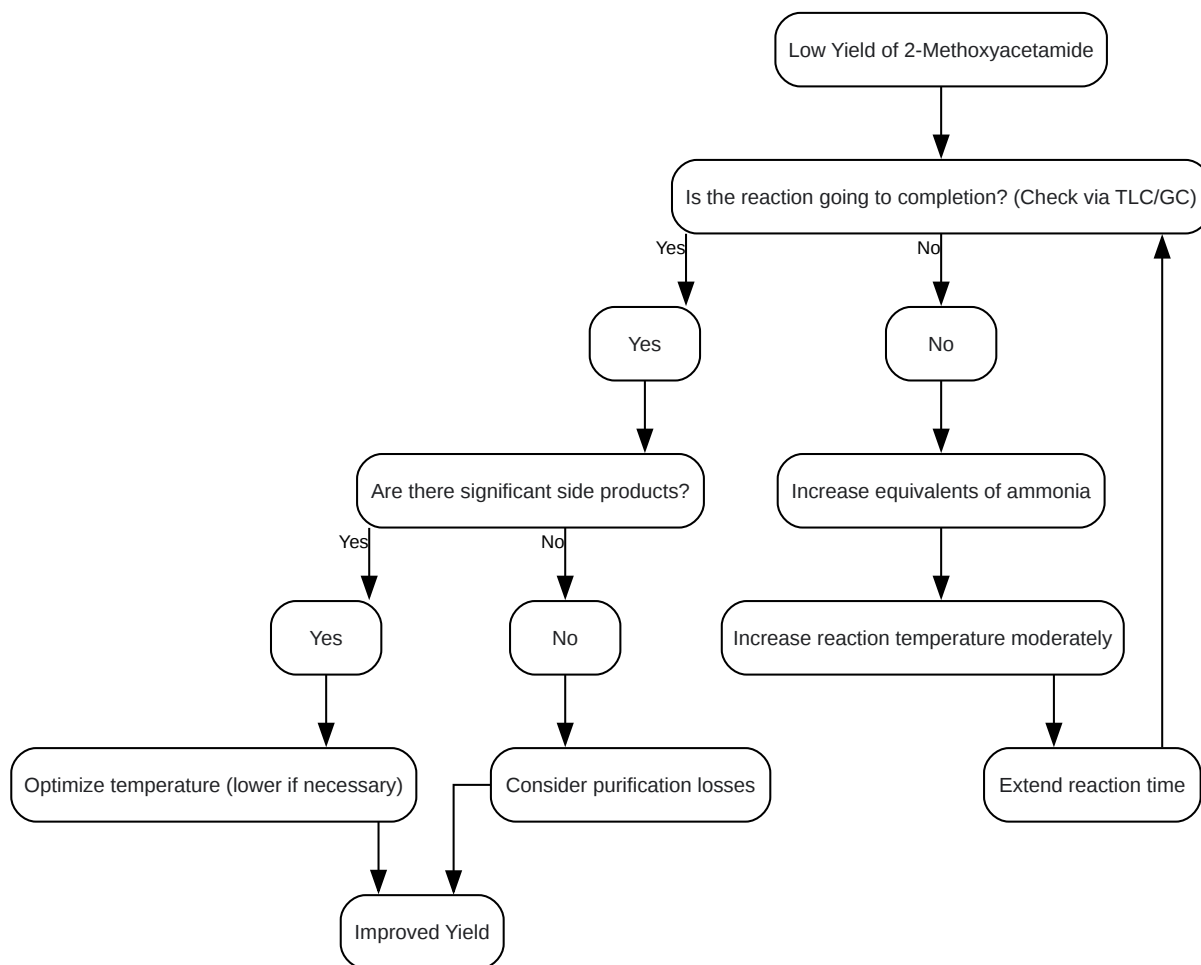 Low Yield of 2-Methoxyacetamide
Is the reaction going to completion? (Check via TLC/GC)
Yes
No
Yes
No
Are there significant side products?
Increase equivalents of ammonia
Yes
No
Yes
No
Increase reaction temperature moderately
Optimize temperature (lower if necessary)
Consider purification losses
Extend reaction time
Improved Yield